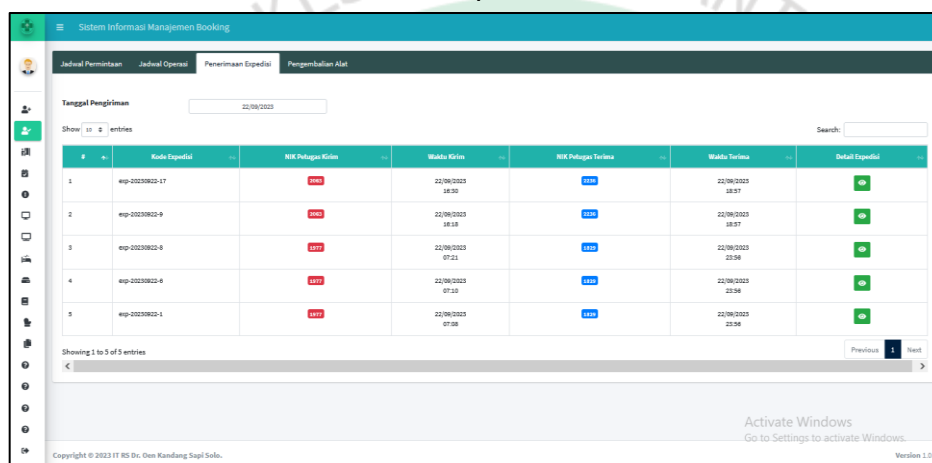 Sistem Informasi Manajemen Booking
Jadwal Permintaan Jadwal Operasi Penerimaan Expedisi Pengembalian Alat
Tanggal Pengiriman 22/09/2023
Show 10 entries Search:
# Kode Expedisi NIK Petugas Kirim Waktu Kirim NIK Petugas Terima Waktu Terima Detail Expedisi
1 exp-20230922-17 2063 22/09/2023 2236 22/09/2023
16:30 18:57
2 exp-20230922-9 2063 22/09/2023 2236 22/09/2023
16:18 18:57
3 exp-20230922-8 1977 22/09/2023 1829 22/09/2023
07:21 23:56
4 exp-20230922-6 1977 22/09/2023 1829 22/09/2023
07:10 23:56
5 exp-20230922-1 1977 22/09/2023 1829 22/09/2023
07:08 23:56
Showing 1 to 5 of 5 entries Previous 1 Next
Activate Windows
Go to Settings to activate Windows.
Copyright © 2023 IT RS Dr. Oen Kandang Sapi Solo. Version 1.0